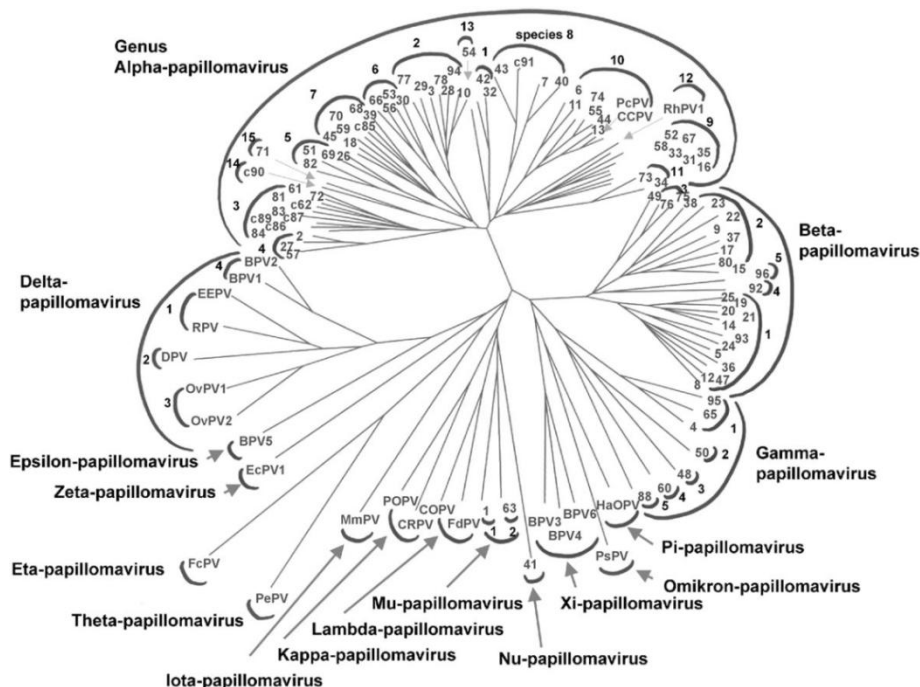 Genus
Alpha-papillomavirus
13
54
2
1
species 8
77
94
78
29
3
28
10
42
32
43
c91
7
40
10
6
74
11
55
44
13
PcPV
CCPV
12
RhPV1
9
52
67
58
33
35
31
16
11
73
34
6
66
53
30
56
7
70
68
39
c85
59
45
18
5
51
69
26
82
15
71
14
c90
3
61
81
72
83
c62
c89
c87
c86
84
4
2
27
57
Beta-
papillomavirus
3
49
75
76
38
23
2
22
9
37
17
80
15
5
96
4
92
25
19
20
21
14
93
1
24
5
36
12
47
8
Delta-
papillomavirus
4
BPV2
BPV1
1
EEPV
RPV
2
DPV
3
OvPV1
OvPV2
Gamma-
papillomavirus
95
65
4
1
50
2
48
3
60
4
88
5
Epsilon-papillomavirus
BPV5
Zeta-papillomavirus
EcPV1
Eta-papillomavirus
FcPV
Theta-papillomavirus
PePV
Iota-papillomavirus
MmPV
Kappa-papillomavirus
POPV
CRPV
Lambda-papillomavirus
COPV
FdPV
Mu-papillomavirus
1
63
1
2
Nu-papillomavirus
41
Xi-papillomavirus
BPV3
BPV6
BPV4
Omikron-papillomavirus
PsPV
Pi-papillomavirus
HaOPV